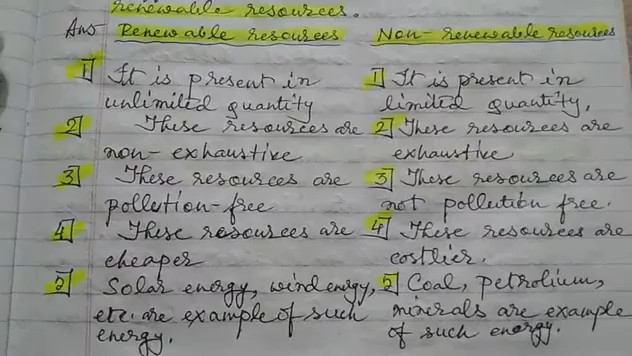 renewable resources.
Ans Renewable resources Non-renewable resources
1] It is present in
unlimited quantity
2] These resources are
non-exhaustive
3] These resources are
pollution-free
4] These resources are
cheaper
5] Solar energy, wind energy,
etc. are example of such
energy.
1] It is present in
limited quantity.
2] These resources are
exhaustive
3] These resources are
not pollution free.
4] These resources are
costlier.
5] Coal, petrolium,
minerals are example
of such energy.